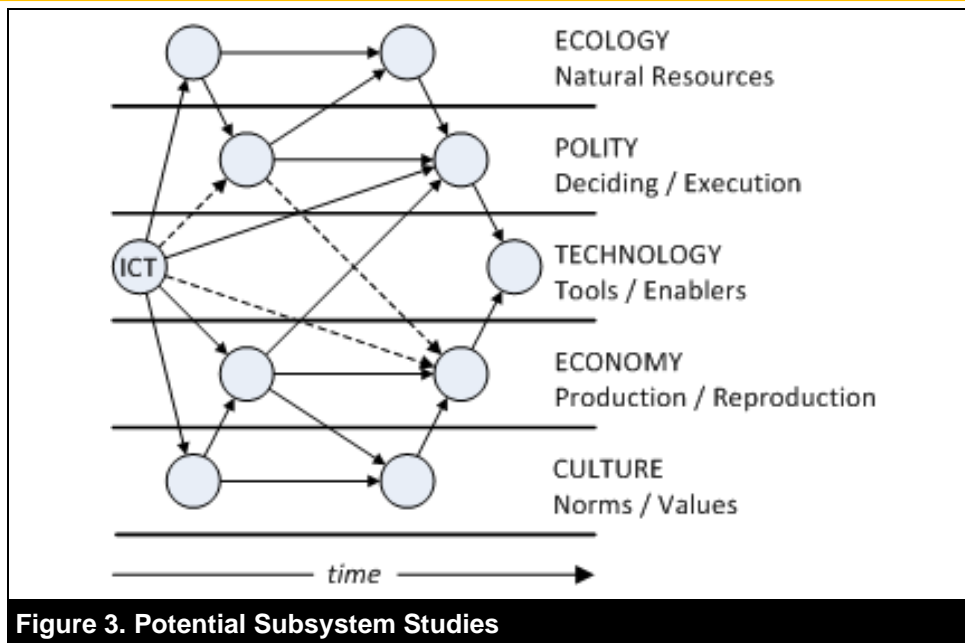 ECOLOGY
Natural Resources
POLITY
Deciding / Execution
ICT
TECHNOLOGY
Tools / Enablers
ECONOMY
Production / Reproduction
CULTURE
Norms / Values
time
Figure 3. Potential Subsystem Studies